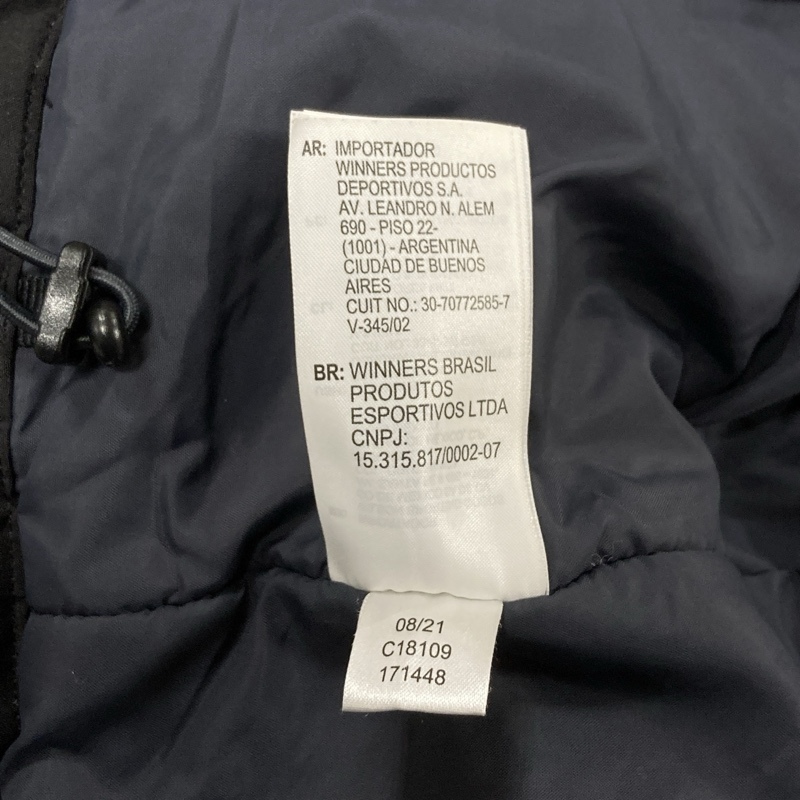 AR: IMPORTADOR
WINNERS PRODUCTOS
DEPORTIVOS S.A.
AV. LEANDRO N. ALEM
690 - PISO 22-
(1001) - ARGENTINA
CIUDAD DE BUENOS
AIRES
CUIT NO.: 30-70772585-7
V-345/02
BR: WINNERS BRASIL
PRODUTOS
ESPORTIVOS LTDA
CNPJ:
15.315.817/0002-07
08/21
C18109
171448